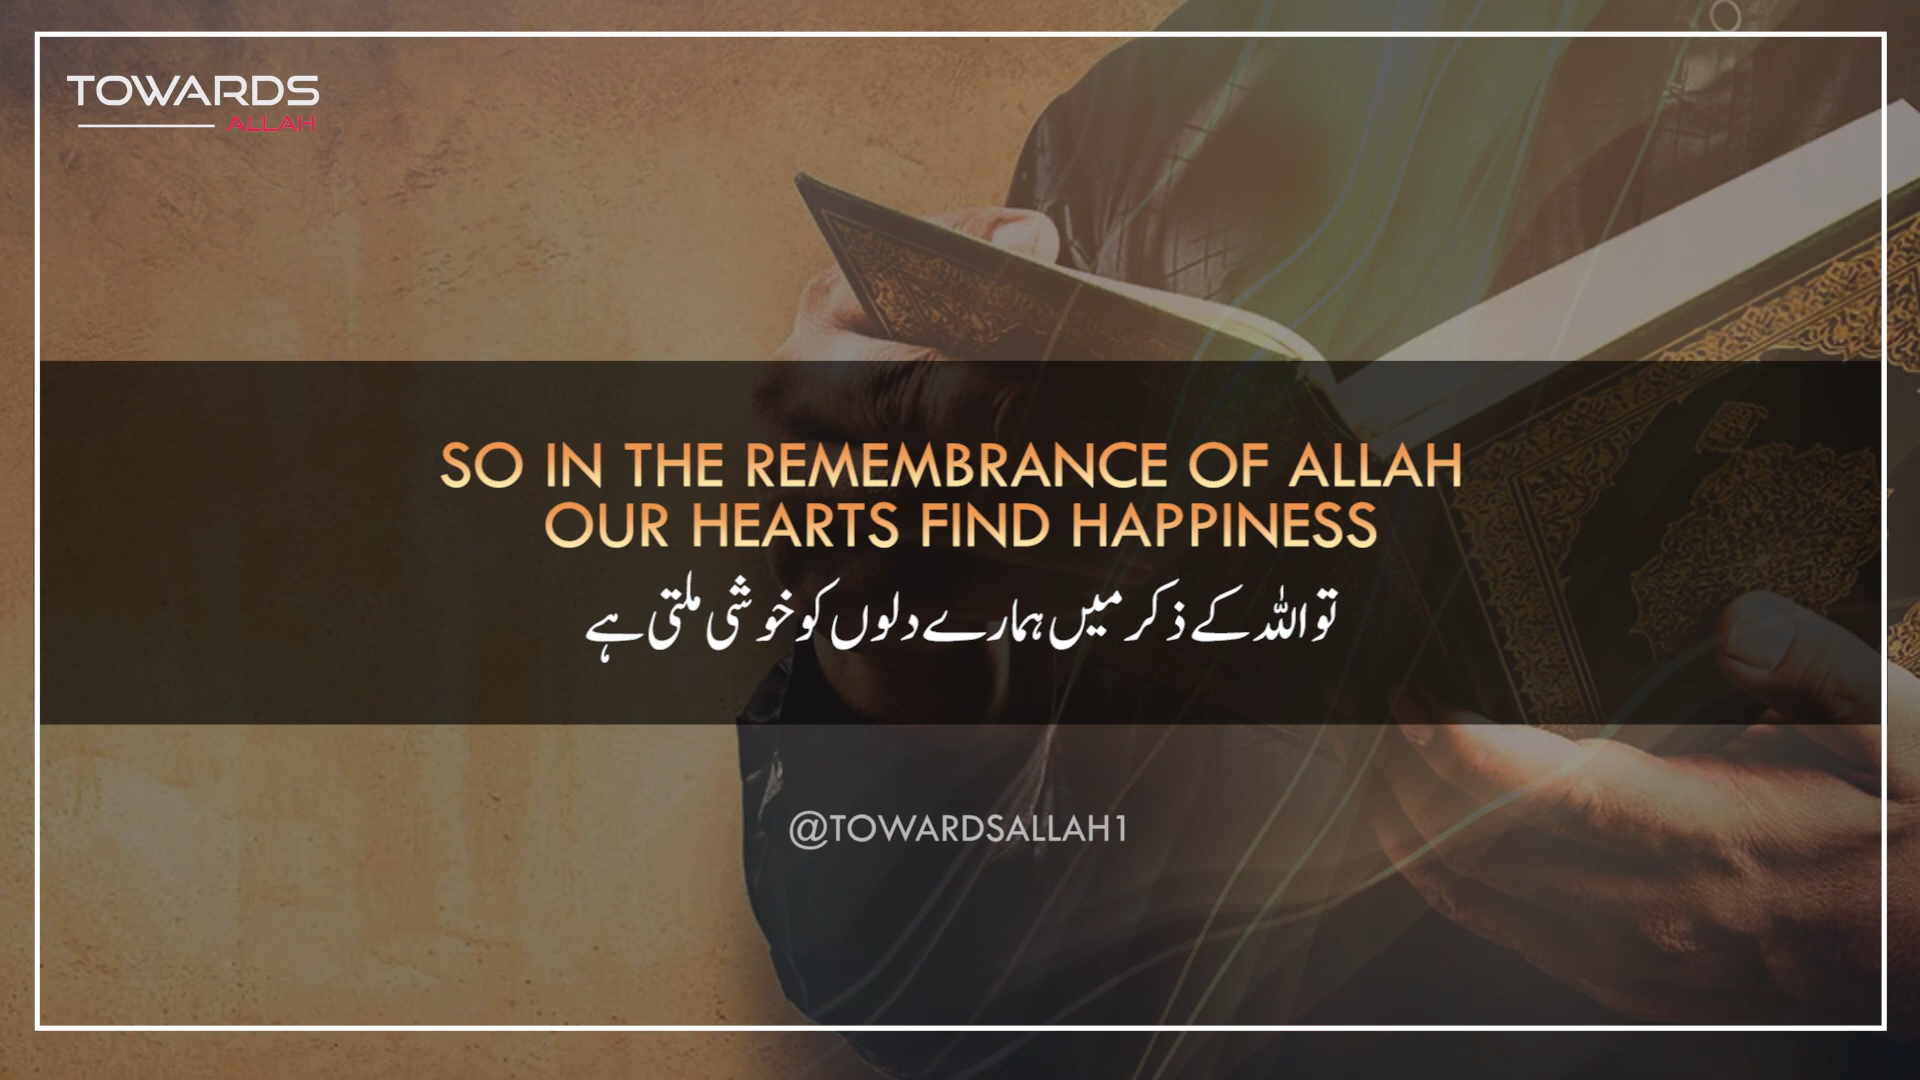 TOWARDS
ALLAH
SO IN THE REMEMBRANCE OF ALLAH
OUR HEARTS FIND HAPPINESS
تو اللہ کے ذکر میں ہمارے دلوں کو خوشی ملتی ہے
@TOWARDSALLAH1